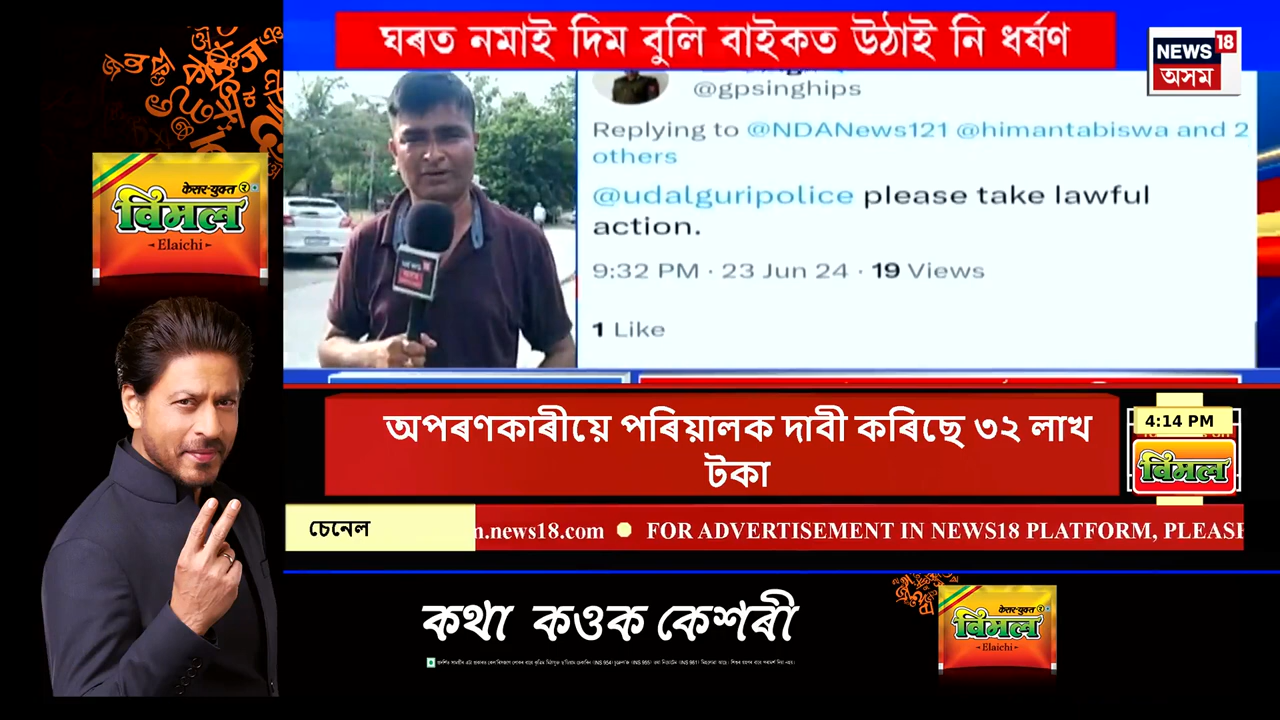 ঘৰত নমাই দিম বুলি বাইকত উঠাই নি ধৰ্ষণ
NEWS 18
অসম
@gpsinghips
Replying to @NDANews121 @himantabiswa and 2
others
@udalguripolice please take lawful
action.
9:32 PM · 23 Jun 24 · 19 Views
1 Like
केसर-युक्त
विमल
Elaichi
অপৰণকাৰীয়ে পৰিয়ালক দাবী কৰিছে ৩২ লাখ
টকা
4:14 PM
विमल
চেনেল
n.news18.com FOR ADVERTISEMENT IN NEWS18 PLATFORM, PLEASE
কথা কওক কেশৰী
केसर-युक्त
विमल
Elaichi